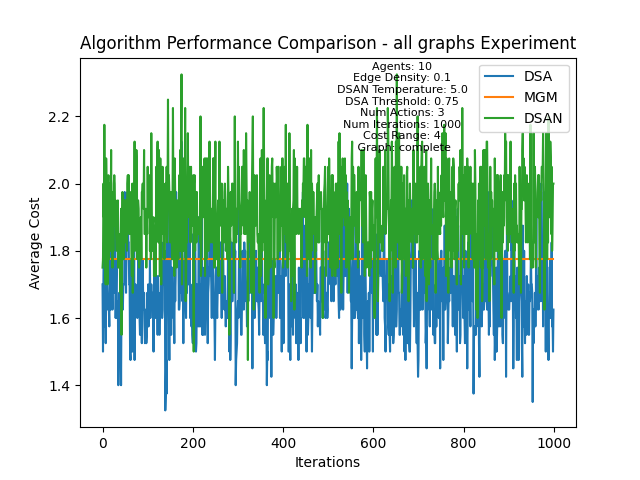 Algorithm Performance Comparison - all graphs Experiment
Agents: 10
Edge Density: 0.1
DSAN Temperature: 5.0
DSA Threshold: 0.75
Num Actions: 3
Num Iterations: 1000
Cost Range: 4
Graph: complete
DSA
MGM
DSAN
Average Cost
2.2
2.0
1.8
1.6
1.4
0
200
400
600
800
1000
Iterations